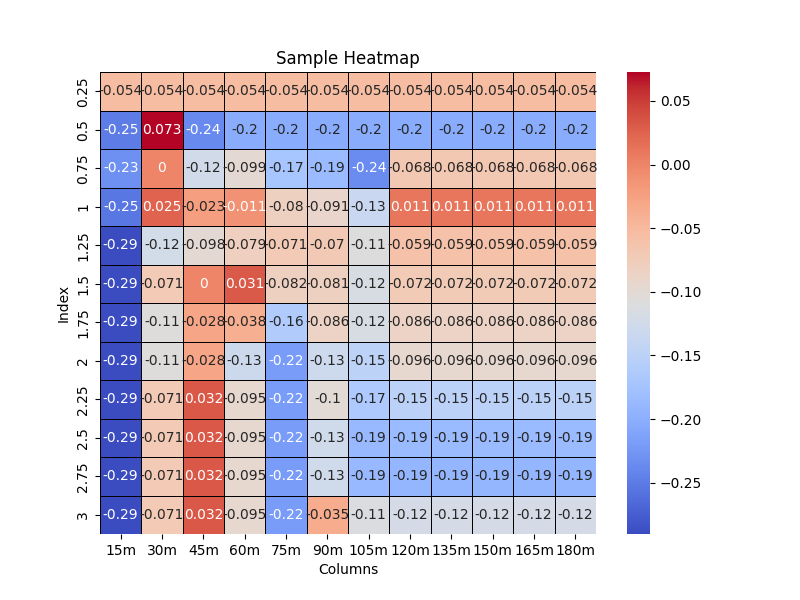 Sample Heatmap
0.25 -0.054 -0.054 -0.054 -0.054 -0.054 -0.054 -0.054 -0.054 -0.054 -0.054 -0.054 -0.054
0.5 -0.25 0.073 -0.24 -0.2 -0.2 -0.2 -0.2 -0.2 -0.2 -0.2 -0.2 -0.2
0.75 -0.23 0 -0.12 -0.099 -0.17 -0.19 -0.24 -0.068 -0.068 -0.068 -0.068 -0.068
1 -0.25 0.025 -0.023 -0.011 -0.08 -0.091 -0.13 0.011 0.011 0.011 0.011 0.011
1.25 -0.29 -0.12 -0.098 -0.079 -0.071 -0.07 -0.11 -0.059 -0.059 -0.059 -0.059 -0.059
1.5 -0.29 -0.071 0 0.031 -0.082 -0.081 -0.12 -0.072 -0.072 -0.072 -0.072 -0.072
1.75 -0.29 -0.11 -0.028 -0.038 -0.16 -0.086 -0.12 -0.086 -0.086 -0.086 -0.086 -0.086
2 -0.29 -0.11 -0.028 -0.13 -0.22 -0.13 -0.15 -0.096 -0.096 -0.096 -0.096 -0.096
2.25 -0.29 -0.071 0.032 -0.095 -0.22 -0.1 -0.17 -0.15 -0.15 -0.15 -0.15 -0.15
2.5 -0.29 -0.071 0.032 -0.095 -0.22 -0.13 -0.19 -0.19 -0.19 -0.19 -0.19 -0.19
2.75 -0.29 -0.071 0.032 -0.095 -0.22 -0.13 -0.19 -0.19 -0.19 -0.19 -0.19 -0.19
3 -0.29 -0.071 0.032 -0.095 -0.22 -0.035 -0.11 -0.12 -0.12 -0.12 -0.12 -0.12
15m 30m 45m 60m 75m 90m 105m 120m 135m 150m 165m 180m
Columns
Index
0.05
0.00
−0.05
−0.10
−0.15
−0.20
−0.25